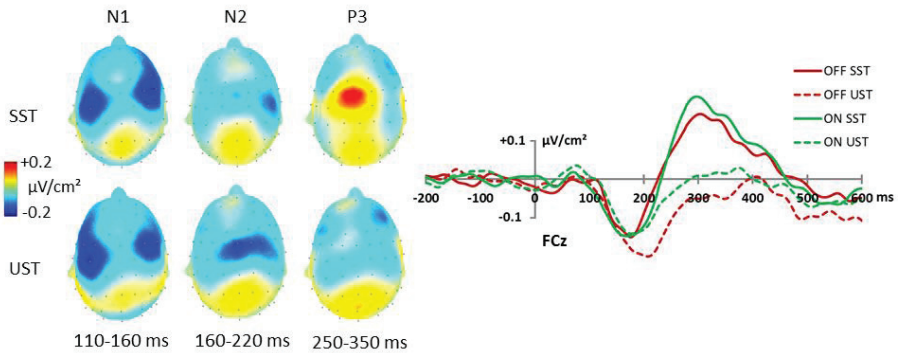 N1 N2 P3
SST
+0.2
µV/cm²
-0.2
UST
110-160 ms 160-220 ms 250-350 ms
OFF SST
OFF UST
ON SST
ON UST
+0.1 µV/cm²
-200 -100 0 100 200 300 400 500 600 ms
-0.1
FCz